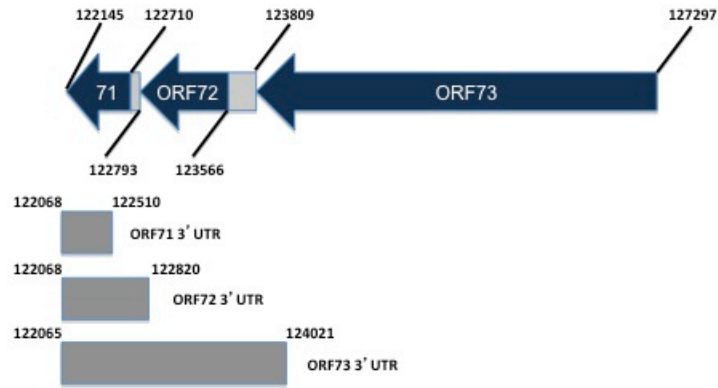 122145 122710 123809 127297
71 ORF72 ORF73
122793 123566
122068 122510
ORF71 3' UTR
122068 122820
ORF72 3' UTR
122065 124021
ORF73 3' UTR